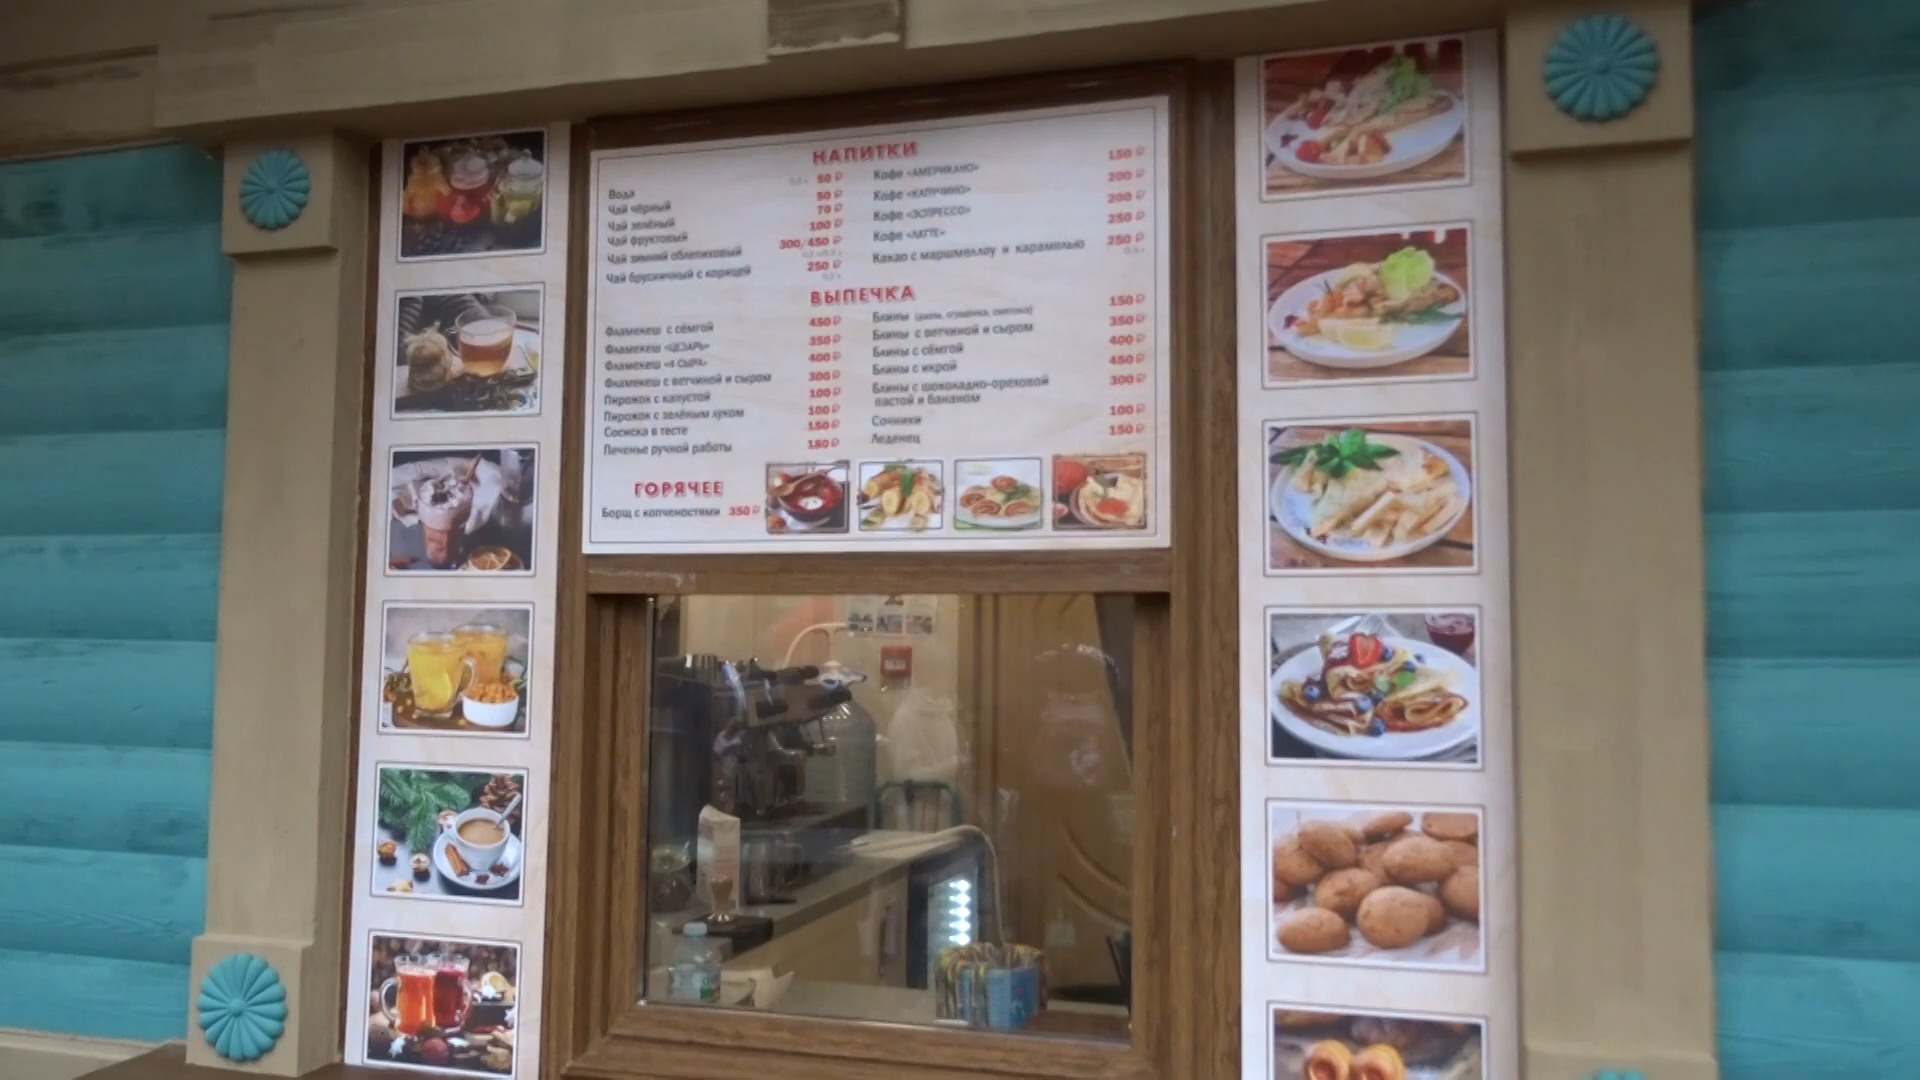 НАПИТКИ
Вода 50 ₽
Чай чёрный 50 ₽
Чай зелёный 70 ₽
Чай фруктовый 100 ₽
Чай зимний облепиховый 300/450 ₽
Чай брусничный с корицей 250 ₽
Кофе «АМЕРИКАНО» 150 ₽
Кофе «КАПУЧИНО» 200 ₽
Кофе «ЭСПРЕССО» 200 ₽
Кофе «ЛАТТЕ» 250 ₽
Какао с маршмеллоу и карамелью 250 ₽
ВЫПЕЧКА
Фламекеш с сёмгой 450 ₽
Фламекеш «ЦЕЗАРЬ» 350 ₽
Фламекеш «4 СЫРА» 400 ₽
Фламекеш с ветчиной и сыром 300 ₽
Пирожок с капустой 100 ₽
Пирожок с зелёным луком 100 ₽
Сосиска в тесте 150 ₽
Печенье ручной работы 180 ₽
Блины (джем, сгущёнка, сметана) 150 ₽
Блины с ветчиной и сыром 350 ₽
Блины с сёмгой 400 ₽
Блины с икрой 450 ₽
Блины с шоколадно-ореховой 300 ₽
пастой и бананом
Сочники 100 ₽
Леденец 150 ₽
ГОРЯЧЕЕ
Борщ с копченостями 350 ₽